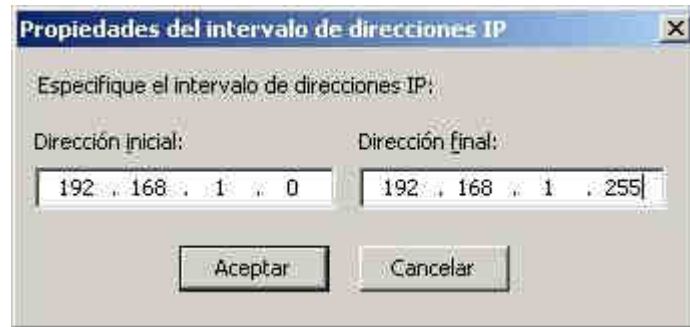 Propiedades del intervalo de direcciones IP
Especifique el intervalo de direcciones IP:
Dirección inicial: Dirección final:
192 . 168 . 1 . 0 192 . 168 . 1 . 255
Aceptar Cancelar